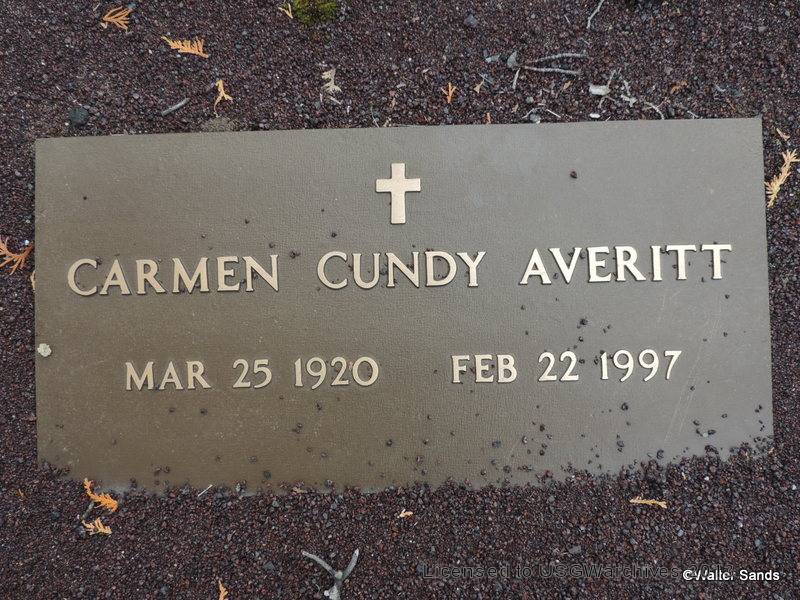 CARMEN CUNDY AVERITT
MAR 25 1920 FEB 22 1997
Licensed to USGWarchives
©Walter Sands